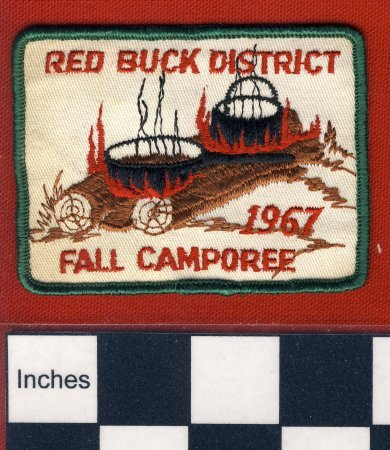 RED BUCK DISTRICT
1967
FALL CAMPOREE
Inches